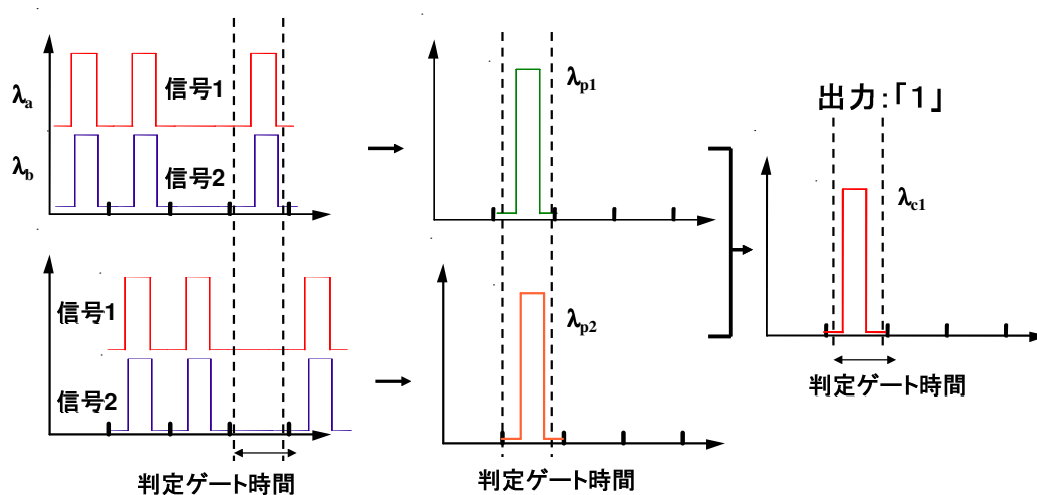 λa
信号1
λb
信号2
信号1
信号2
判定ゲート時間
λp1
λp2
判定ゲート時間
出力:「1」
λc1
判定ゲート時間